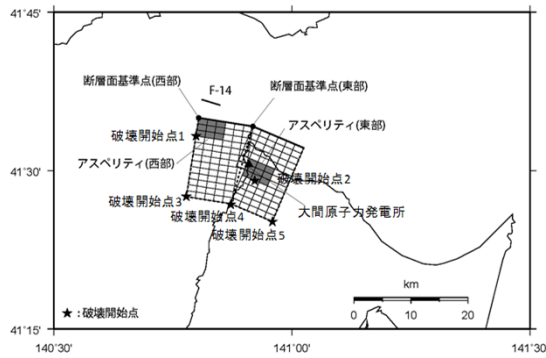 41°45'
断層面基準点(西部)
F-14
断層面基準点(東部)
破壊開始点1
アスペリティ(東部)
アスペリティ(西部)
41°30'
破壊開始点2
破壊開始点3
大間原子力発電所
破壊開始点4
破壊開始点5
km
★:破壊開始点
0 10 20
41°15'
140°30' 141°00' 141°30'